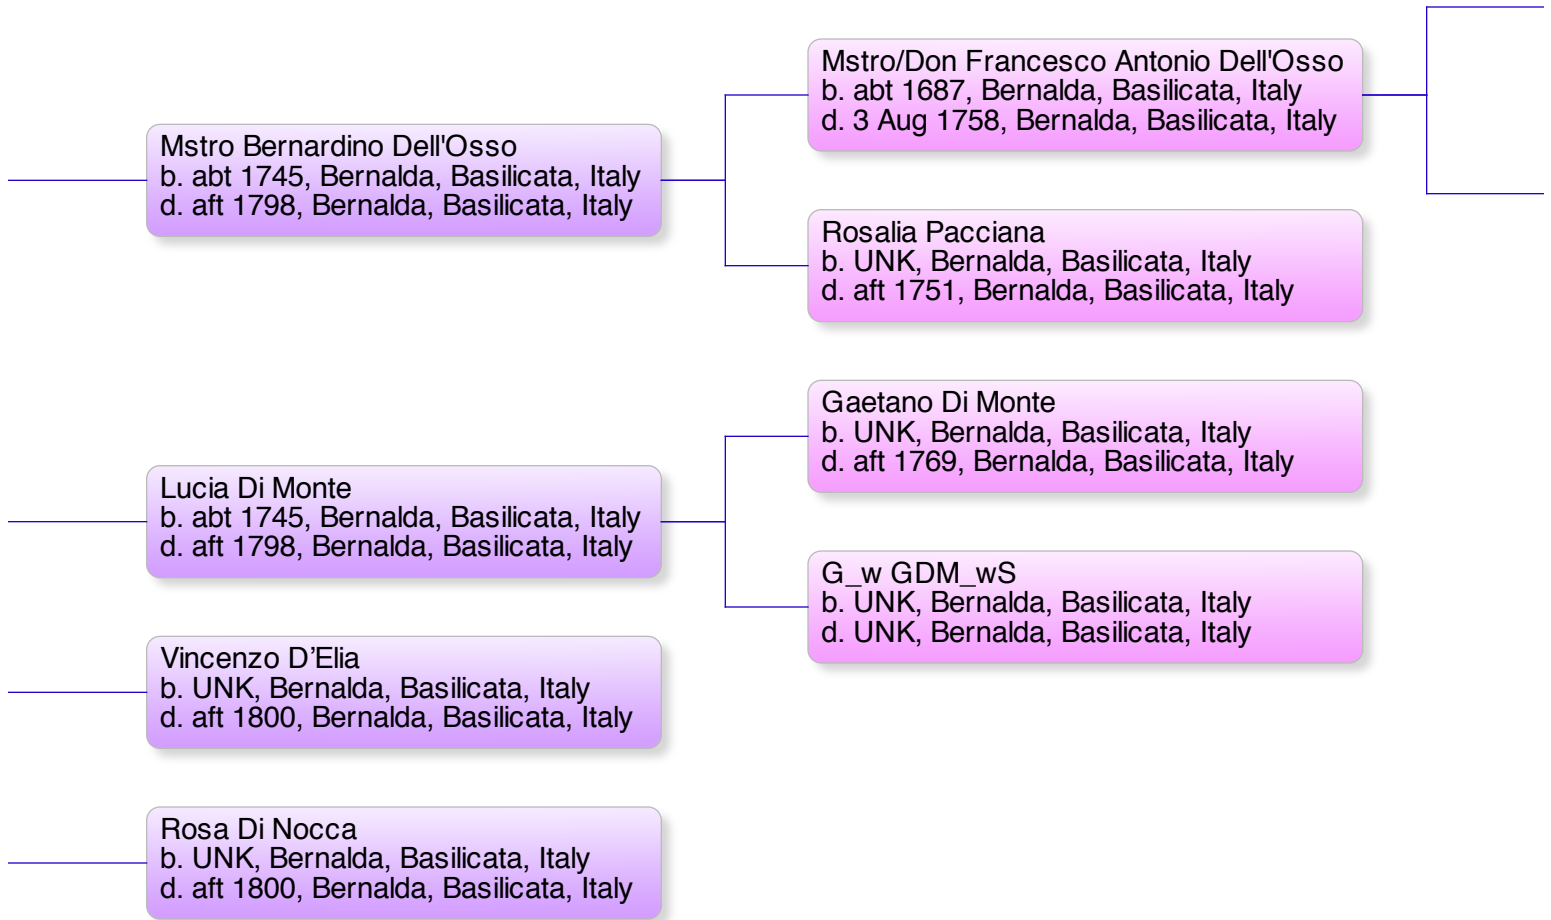 Mstro/Don Francesco Antonio Dell'Osso
b. abt 1687, Bernalda, Basilicata, Italy
d. 3 Aug 1758, Bernalda, Basilicata, Italy
Mstro Bernardino Dell'Osso
b. abt 1745, Bernalda, Basilicata, Italy
d. aft 1798, Bernalda, Basilicata, Italy
Rosalia Pacciana
b. UNK, Bernalda, Basilicata, Italy
d. aft 1751, Bernalda, Basilicata, Italy
Gaetano Di Monte
b. UNK, Bernalda, Basilicata, Italy
d. aft 1769, Bernalda, Basilicata, Italy
Lucia Di Monte
b. abt 1745, Bernalda, Basilicata, Italy
d. aft 1798, Bernalda, Basilicata, Italy
G_w GDM_wS
b. UNK, Bernalda, Basilicata, Italy
d. UNK, Bernalda, Basilicata, Italy
Vincenzo D’Elia
b. UNK, Bernalda, Basilicata, Italy
d. aft 1800, Bernalda, Basilicata, Italy
Rosa Di Nocca
b. UNK, Bernalda, Basilicata, Italy
d. aft 1800, Bernalda, Basilicata, Italy